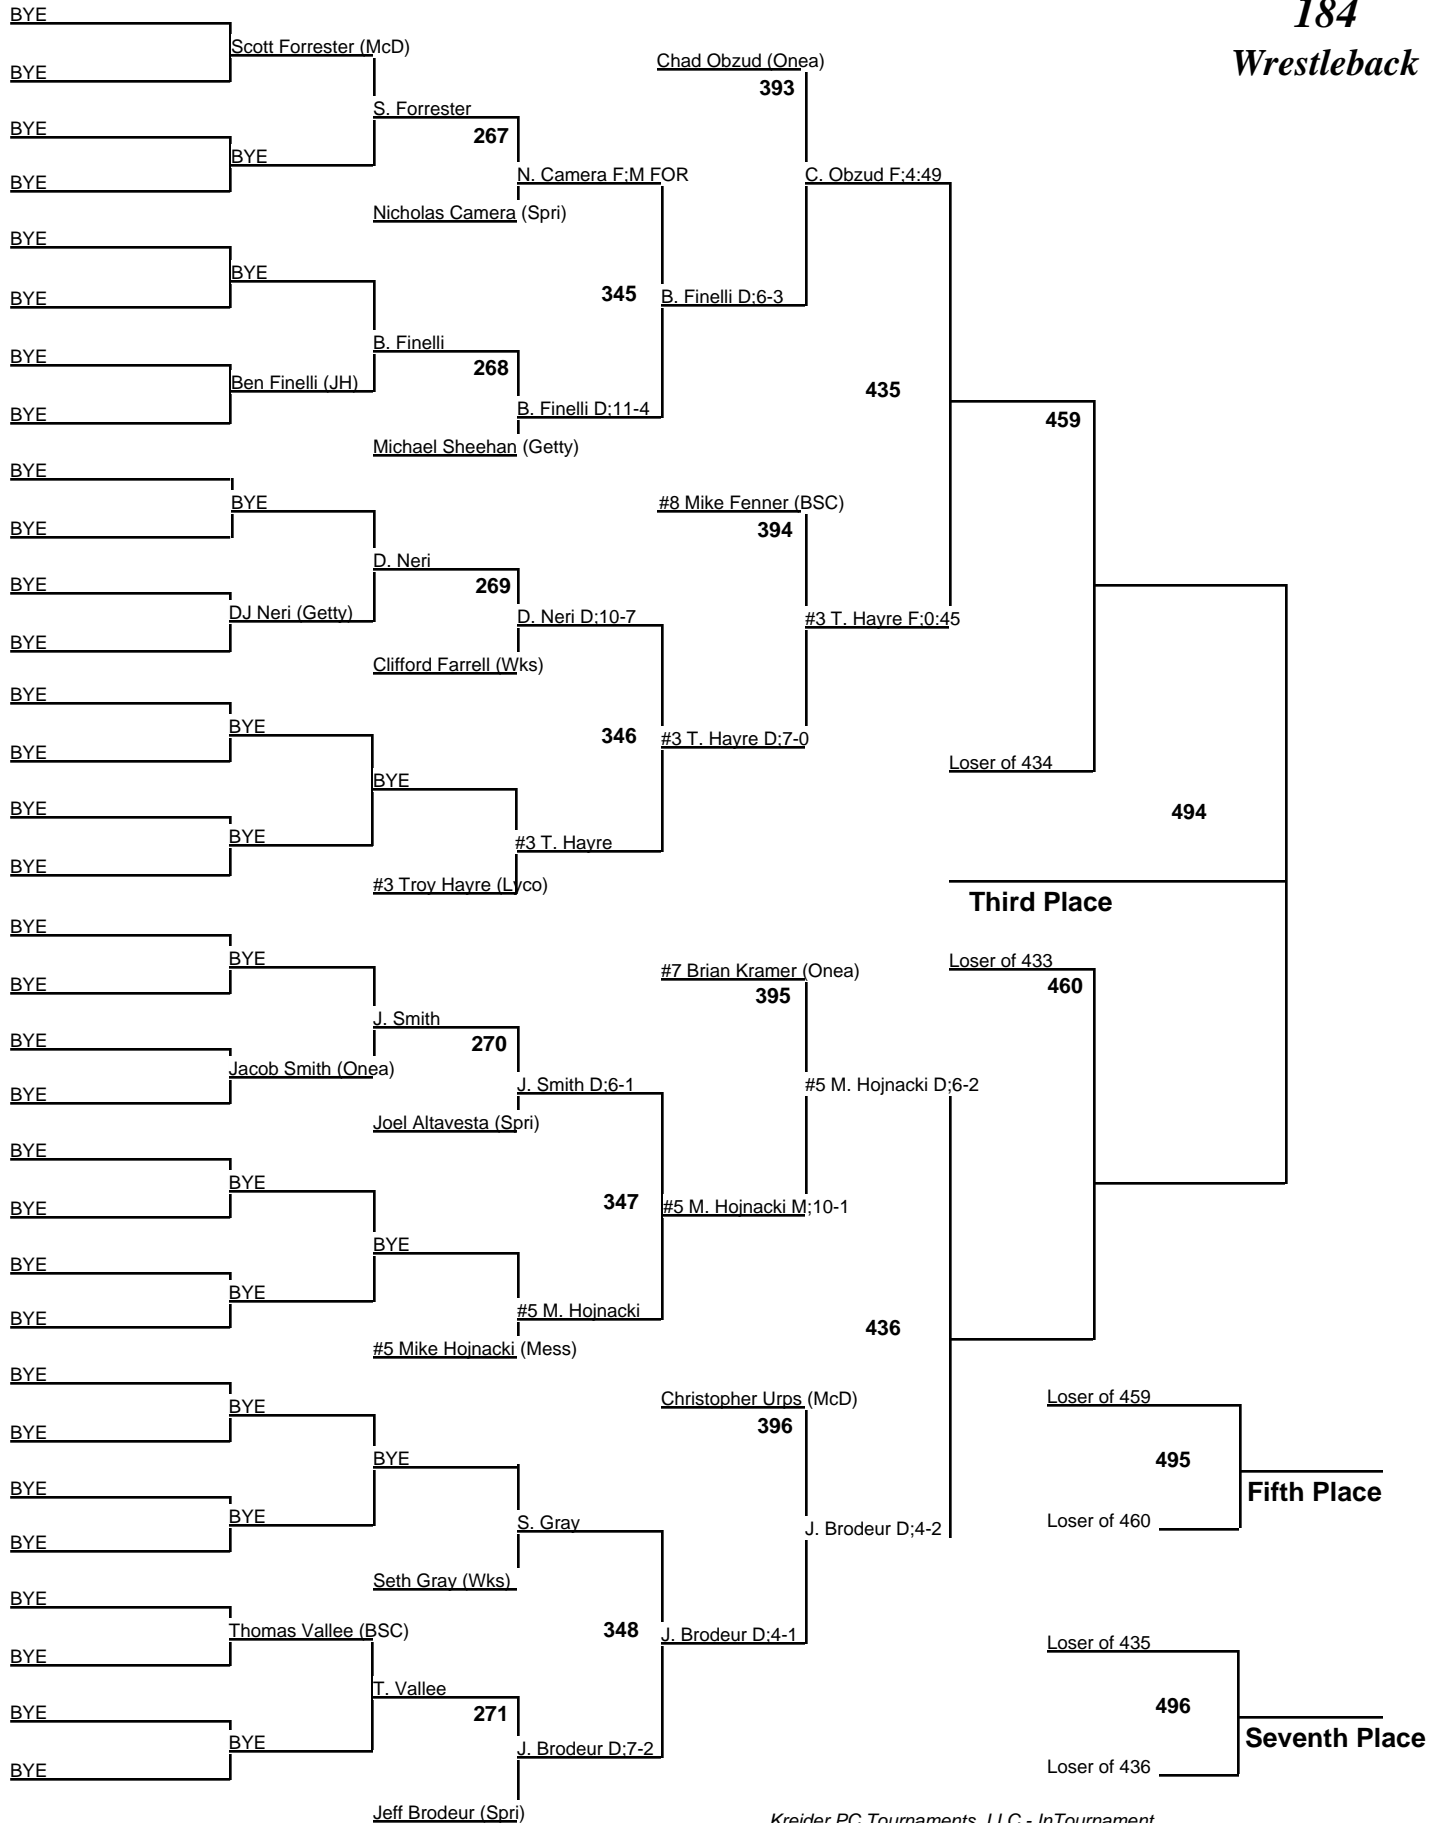 184
Wrestleback
BYE
Scott Forrester (McD)
BYE
Chad Obzud (Onea)
393
S. Forrester
267
BYE
BYE
BYE
N. Camera F;M FOR
C. Obzud F;4:49
Nicholas Camera (Spri)
BYE
BYE
BYE
345
B. Finelli D;6-3
B. Finelli
268
BYE
Ben Finelli (JH)
BYE
B. Finelli D;11-4
435
459
Michael Sheehan (Getty)
BYE
BYE
BYE
#8 Mike Fenner (BSC)
394
D. Neri
269
BYE
DJ Neri (Getty)
BYE
D. Neri D;10-7
#3 T. Hayre F;0:45
Clifford Farrell (Wks)
BYE
BYE
BYE
346
#3 T. Hayre D;7-0
Loser of 434
BYE
494
BYE
BYE
BYE
#3 T. Hayre
#3 Troy Hayre (Lyco)
Third Place
BYE
BYE
BYE
#7 Brian Kramer (Onea)
395
Loser of 433
460
J. Smith
270
BYE
Jacob Smith (Onea)
BYE
J. Smith D;6-1
#5 M. Hojnacki D;6-2
Joel Altavesta (Spri)
BYE
BYE
BYE
347
#5 M. Hojnacki M;10-1
BYE
BYE
BYE
BYE
#5 M. Hojnacki
436
#5 Mike Hojnacki (Mess)
BYE
BYE
BYE
Christopher Urps (McD)
396
Loser of 459
495
Fifth Place
Loser of 460
BYE
BYE
BYE
BYE
S. Gray
J. Brodeur D;4-2
Seth Gray (Wks)
BYE
Thomas Vallee (BSC)
BYE
348
J. Brodeur D;4-1
Loser of 435
496
Seventh Place
Loser of 436
T. Vallee
271
BYE
BYE
BYE
J. Brodeur D;7-2
Jeff Brodeur (Spri)
Kreider PC Tournaments, LLC - InTournament